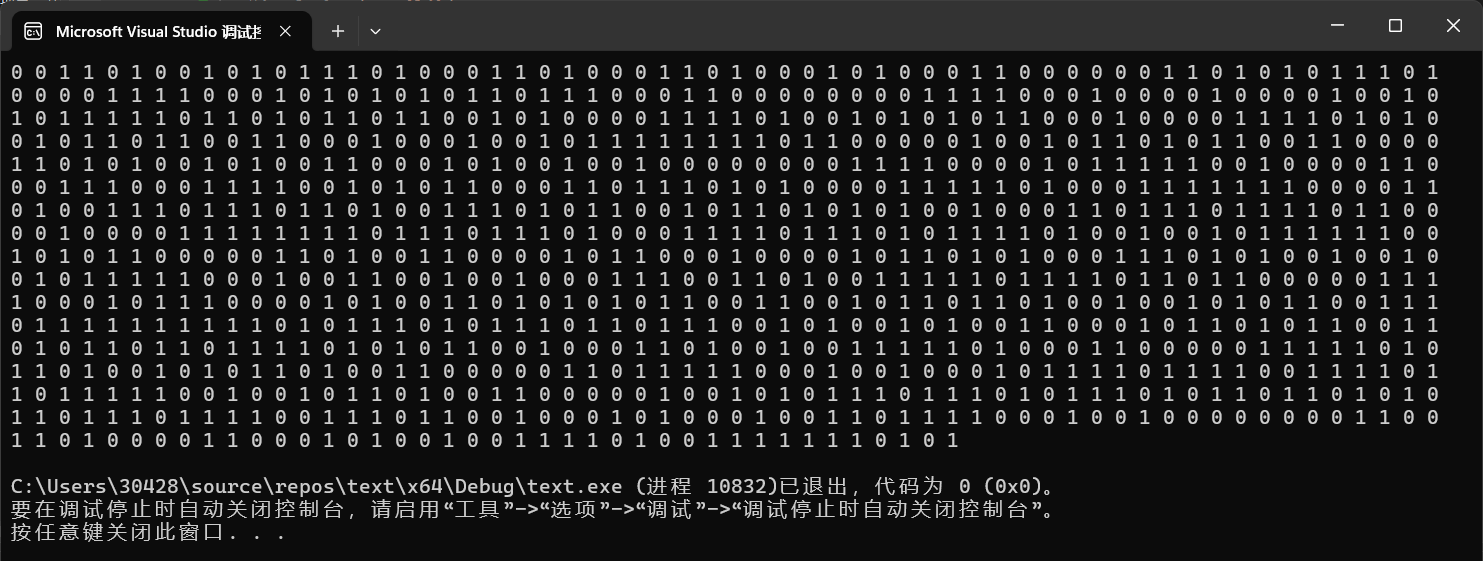 Microsoft Visual Studio 调试控
0 0 1 1 0 1 0 0 1 0 1 0 1 1 1 0 1 0 0 0 1 1 0 1 0 0 0 1 1 0 1 0 0 0 1 0 1 0 0 0 1 1 0 0 0 0 0 0 1 1 0 1 0 1 0 1 1 1 0 1
0 0 0 0 1 1 1 1 0 0 0 1 0 1 0 1 0 1 0 1 1 0 1 1 1 0 0 0 1 1 0 0 0 0 0 0 0 0 1 1 1 1 0 0 0 1 0 0 0 0 1 0 0 0 0 1 0 0 1 0
1 0 1 1 1 1 1 0 1 1 0 1 0 1 1 0 1 1 0 0 1 0 1 0 0 0 0 1 1 1 1 0 1 0 0 1 0 1 0 1 0 1 1 0 0 0 1 0 0 0 0 1 1 1 1 0 1 0 1 0
0 1 0 1 1 0 1 1 0 0 1 1 0 0 0 1 0 0 0 1 0 0 1 0 1 1 1 1 1 1 1 1 0 1 1 0 0 0 0 0 1 0 0 1 0 1 1 0 1 0 1 1 0 0 1 1 0 0 0 0
1 1 0 1 0 1 0 0 1 0 1 0 0 1 1 0 0 0 1 0 1 0 0 1 0 0 1 0 0 0 0 0 0 0 0 1 1 1 1 0 0 0 0 1 0 1 1 1 1 1 0 0 1 0 0 0 0 1 1 0
0 0 1 1 1 0 0 0 1 1 1 1 0 0 1 0 1 0 1 1 0 0 0 1 1 0 1 1 1 0 1 0 1 0 0 0 0 1 1 1 1 1 0 1 0 0 0 1 1 1 1 1 1 1 0 0 0 0 1 1
0 1 0 0 1 1 1 0 1 1 1 0 1 1 0 1 0 0 1 1 1 0 1 0 1 1 0 0 1 0 1 1 0 1 0 1 0 1 0 0 1 0 0 0 1 1 0 1 1 1 0 1 1 1 1 0 1 1 0 0
0 0 1 0 0 0 0 1 1 1 1 1 1 1 1 0 1 1 1 0 1 1 1 0 1 0 0 0 1 1 1 1 0 1 1 1 0 1 0 1 1 1 1 0 1 0 0 1 0 0 1 0 1 1 1 1 1 1 0 0
1 0 1 0 1 1 0 0 0 0 0 1 1 0 1 0 0 1 1 0 0 0 0 1 0 1 1 0 0 0 1 0 0 0 0 1 0 1 1 0 1 0 1 0 0 0 1 1 1 0 1 0 1 0 0 1 0 0 1 0
0 1 0 1 1 1 1 1 0 0 0 1 1 0 0 1 0 0 0 0 1 0 0 1 1 0 0 1 1 0 1 0 0 1 1 0 1 1 1 1 1 0 1 1 1 1 0 1 1 0 1 1 0 0 0 0 0 1 1 1
1 0 0 0 1 0 1 1 1 0 0 0 0 1 0 1 0 0 1 1 0 1 0 1 0 1 0 1 1 0 0 1 1 0 0 1 0 1 1 0 1 1 0 1 0 0 1 0 0 1 0 1 0 1 1 0 0 1 1 1
0 1 1 1 1 1 1 1 1 1 1 0 1 0 1 1 1 0 1 0 1 1 1 0 1 1 0 1 1 1 0 0 1 0 1 0 0 1 0 1 0 0 1 1 0 0 0 1 0 1 1 0 1 0 1 1 0 0 1 1
0 1 0 1 1 0 1 1 0 1 1 1 1 0 1 0 1 0 1 1 0 0 1 0 0 0 1 1 0 1 0 0 1 0 0 1 1 1 1 1 0 1 0 0 0 1 1 0 0 0 0 0 1 1 1 1 1 0 1 0
1 1 0 1 0 0 1 0 1 0 1 1 0 1 0 0 1 1 0 0 0 0 0 1 1 0 1 1 1 1 1 0 0 1 0 0 1 0 0 0 1 0 1 1 1 1 0 1 1 1 1 0 0 1 1 1 1 0 1
1 0 1 1 1 1 1 0 0 1 0 0 1 0 1 1 0 1 0 0 1 1 0 0 0 0 1 0 0 0 0 1 0 0 1 0 1 0 1 1 1 0 1 1 1 0 1 0 1 1 1 0 1 0 1 1 0 1 0 1 0
1 1 0 1 1 1 0 1 1 1 1 0 0 1 1 1 0 1 1 0 0 1 0 0 0 1 0 1 0 0 0 1 0 0 1 1 0 1 1 1 1 0 0 0 1 0 0 1 0 0 0 0 0 0 0 0 1 1 0 0
1 1 0 1 0 0 0 0 1 1 0 0 0 1 0 1 0 0 1 0 0 1 1 1 1 0 1 0 0 1 1 1 1 1 1 1 0 1 0 1
C:\Users\30428\source\repos\text\x64\Debug\text.exe (进程 10832)已退出，代码为 0 (0x0)。
要在调试停止时自动关闭控制台，请启用“工具”->“选项”->“调试”->“调试停止时自动关闭控制台”。
按任意键关闭此窗口. . .